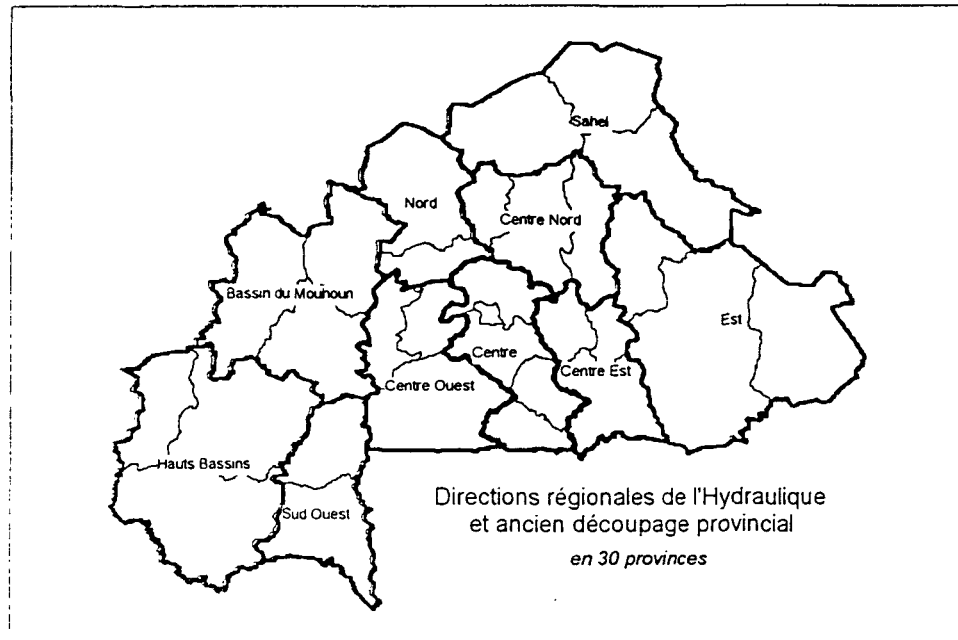 Sahel
Nord
Centre Nord
Bassin du Mouhoun
Est
Centre
Centre Est
Centre Ouest
Hauts Bassins
Sud Ouest
Directions régionales de l'Hydraulique
et ancien découpage provincial
en 30 provinces